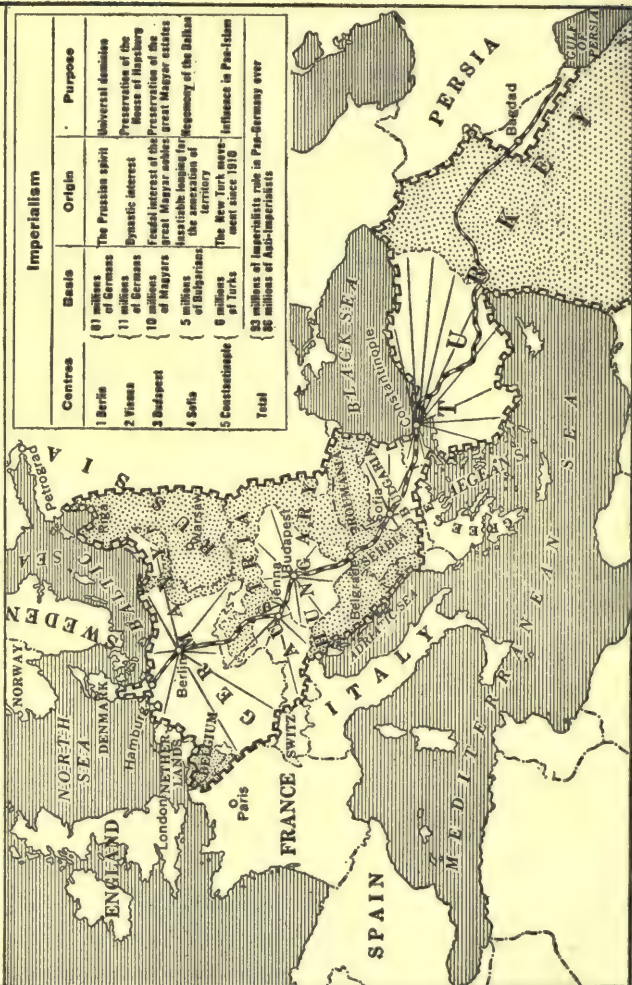 Imperialism
Centres Basis Origin Purpose
1 Berlin 61 millions of Germans The Prussian spirit Universal dominion
2 Vienna 11 millions of Germans Dynastic interest Preservation of the House of Hapsburg
3 Budapest 10 millions of Magyars Feudal interest of the great Magyar nobles Preservation of the great Magyar estates
4 Sofia 5 millions of Bulgarians Insatiable longing for the annexation of territory Hegemony of the Balkan
5 Constantinople 6 millions of Turks The New Turk movement since 1910 Influence in Pan-Islam
Total 93 millions of Imperialists rule in Pan-Germany over
86 millions of Anti-Imperialists
NORWAY
SWEDEN
Petrograd
NORTH
SEA
DENMARK
BALTIC
SEA
Riga
RUSSIA
ENGLAND
London
NETHER-
LANDS
Hamburg
Berlin
GERMANY
BELGIUM
Paris
FRANCE
SWITZ
Vienna
Budapest
AUSTRIA
HUNGARY
Belgrade
SERBIA
ROUMANIA
Sofia
BULGARIA
SPAIN
ITALY
ADRIATIC SEA
BLACK SEA
Constantinople
TURKEY
AEGEAN
MEDITERRANEAN
SEA
PERSIA
Bagdad
GULF
OF
PERSIA